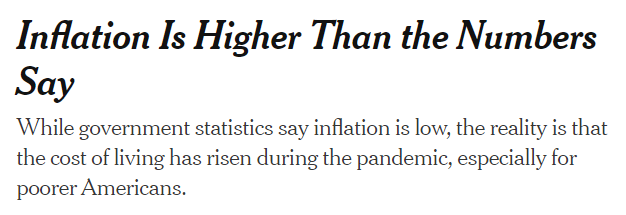 Inflation Is Higher Than the Numbers
Say
While government statistics say inflation is low, the reality is that
the cost of living has risen during the pandemic, especially for
poorer Americans.